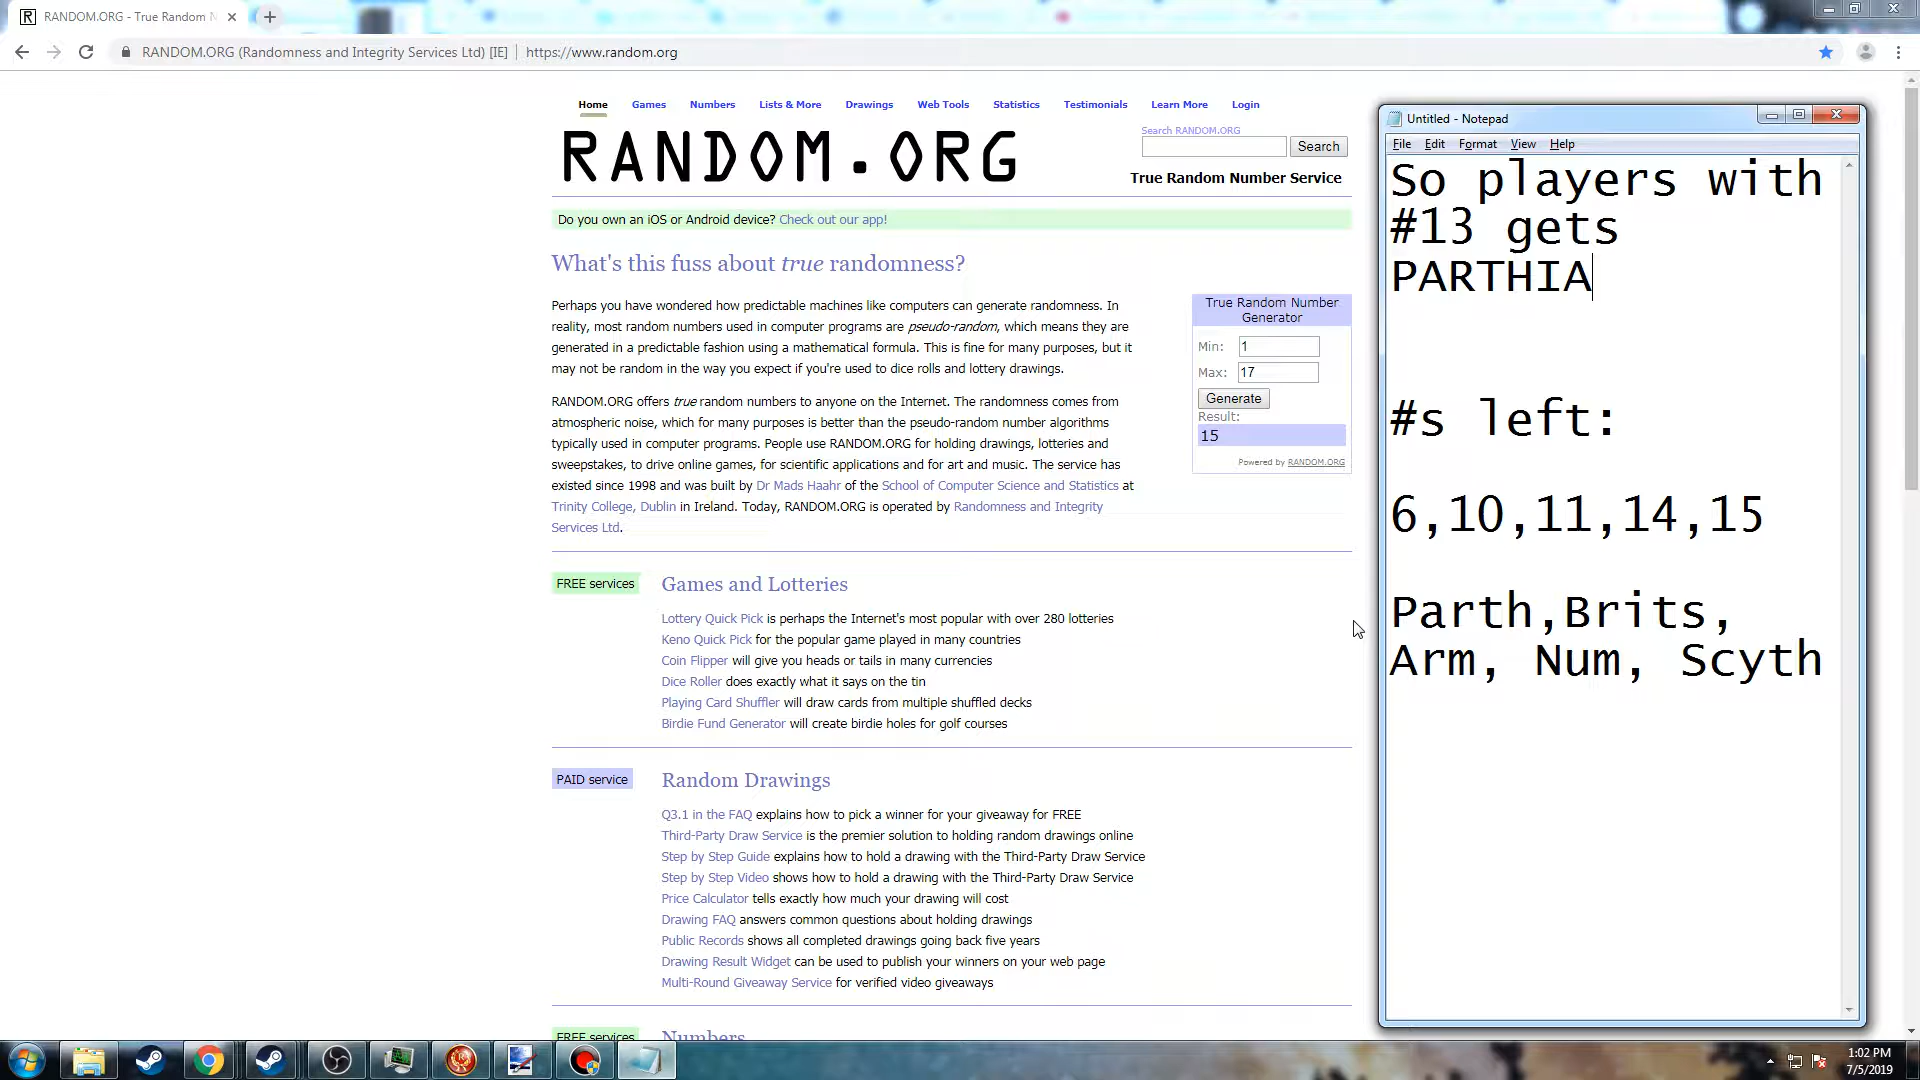 RANDOM.ORG - True Random N
RANDOM.ORG (Randomness and Integrity Services Ltd) [IE] | https://www.random.org
Home Games Numbers Lists & More Drawings Web Tools Statistics Testimonials Learn More Login
RANDOM.ORG
Search RANDOM.ORG
Search
True Random Number Service
Do you own an iOS or Android device? Check out our app!
What's this fuss about true randomness?
Perhaps you have wondered how predictable machines like computers can generate randomness. In
reality, most random numbers used in computer programs are pseudo-random, which means they are
generated in a predictable fashion using a mathematical formula. This is fine for many purposes, but it
may not be random in the way you expect if you're used to dice rolls and lottery drawings.
RANDOM.ORG offers true random numbers to anyone on the Internet. The randomness comes from
atmospheric noise, which for many purposes is better than the pseudo-random number algorithms
typically used in computer programs. People use RANDOM.ORG for holding drawings, lotteries and
sweepstakes, to drive online games, for scientific applications and for art and music. The service has
existed since 1998 and was built by Dr Mads Haahr of the School of Computer Science and Statistics at
Trinity College, Dublin in Ireland. Today, RANDOM.ORG is operated by Randomness and Integrity
Services Ltd.
True Random Number
Generator
Min: 1
Max: 17
Generate
Result:
15
Powered by RANDOM.ORG
FREE services
Games and Lotteries
Lottery Quick Pick is perhaps the Internet's most popular with over 280 lotteries
Keno Quick Pick for the popular game played in many countries
Coin Flipper will give you heads or tails in many currencies
Dice Roller does exactly what it says on the tin
Playing Card Shuffler will draw cards from multiple shuffled decks
Birdie Fund Generator will create birdie holes for golf courses
PAID service
Random Drawings
Q3.1 in the FAQ explains how to pick a winner for your giveaway for FREE
Third-Party Draw Service is the premier solution to holding random drawings online
Step by Step Guide explains how to hold a drawing with the Third-Party Draw Service
Step by Step Video shows how to hold a drawing with the Third-Party Draw Service
Price Calculator tells exactly how much your drawing will cost
Drawing FAQ answers common questions about holding drawings
Public Records shows all completed drawings going back five years
Drawing Result Widget can be used to publish your winners on your web page
Multi-Round Giveaway Service for verified video giveaways
FREE services
Numbers
Untitled - Notepad
File Edit Format View Help
So players with
#13 gets
PARTHIA
#s left:
6,10,11,14,15
Parth,Brits,
Arm, Num, Scyth
1:02 PM
7/5/2019